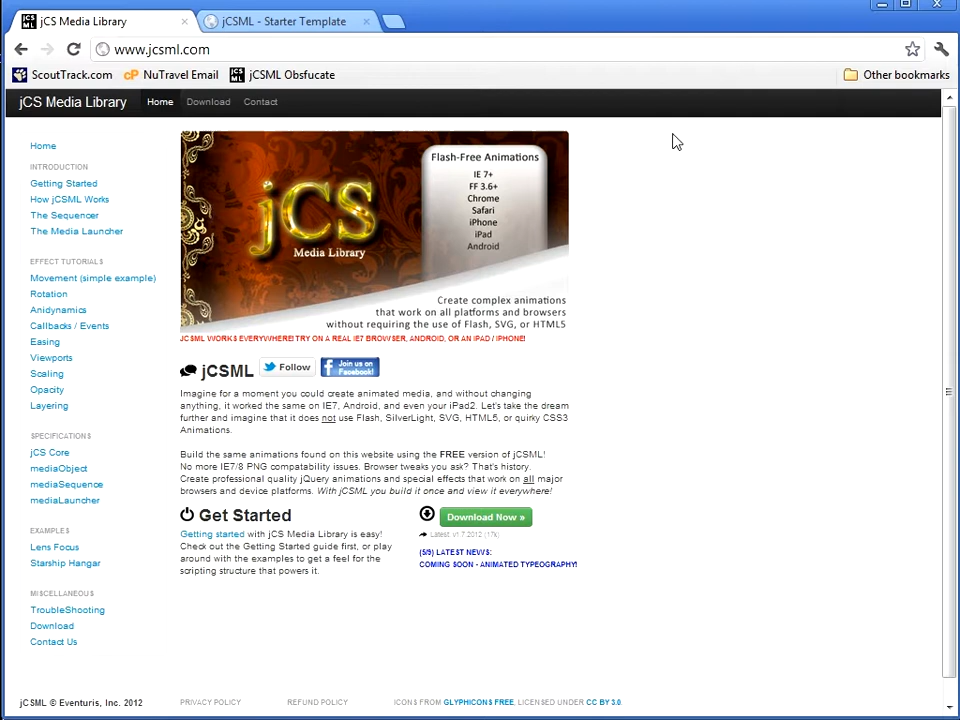 jCS Media Library
jCSML - Starter Template
www.jcsml.com
ScoutTrack.com
NuTravel Email
jCSML Obsfucate
Other bookmarks
jCS Media Library
Home
Download
Contact
Home
INTRODUCTION
Getting Started
How jCSML Works
The Sequencer
The Media Launcher
EFFECT TUTORIALS
Movement (simple example)
Rotation
Anidynamics
Callbacks / Events
Easing
Viewports
Scaling
Opacity
Layering
SPECIFICATIONS
jCS Core
mediaObject
mediaSequence
mediaLauncher
EXAMPLES
Lens Focus
Starship Hangar
MISCELLANEOUS
TroubleShooting
Download
Contact Us
jCS
Media Library
Flash-Free Animations
IE 7+
FF 3.6+
Chrome
Safari
iPhone
iPad
Android
Create complex animations
that work on all platforms and browsers
without requiring the use of Flash, SVG, or HTML5
JCSML WORKS EVERYWHERE! TRY ON A REAL IE7 BROWSER, ANDROID, OR AN IPAD / IPHONE!
jCSML
Follow
Join us on
Facebook!
Imagine for a moment you could create animated media, and without changing
anything, it worked the same on IE7, Android, and even your iPad2. Let's take the dream
further and imagine that it does not use Flash, SilverLight, SVG, HTML5, or quirky CSS3
Animations.
Build the same animations found on this website using the FREE version of jCSML!
No more IE7/8 PNG compatability issues. Browser tweaks you ask? That's history.
Create professional quality jQuery animations and special effects that work on all major
browsers and device platforms. With jCSML you build it once and view it everywhere!
Get Started
Getting started with jCS Media Library is easy!
Check out the Getting Started guide first, or play
around with the examples to get a feel for the
scripting structure that powers it.
Download Now »
Latest: v1.7.2012 (17k)
(5/9) LATEST NEWS:
COMING SOON - ANIMATED TYPEOGRAPHY!
jCSML © Eventuris, Inc. 2012
PRIVACY POLICY
REFUND POLICY
ICONS FROM GLYPHICONS FREE. LICENSED UNDER CC BY 3.0.